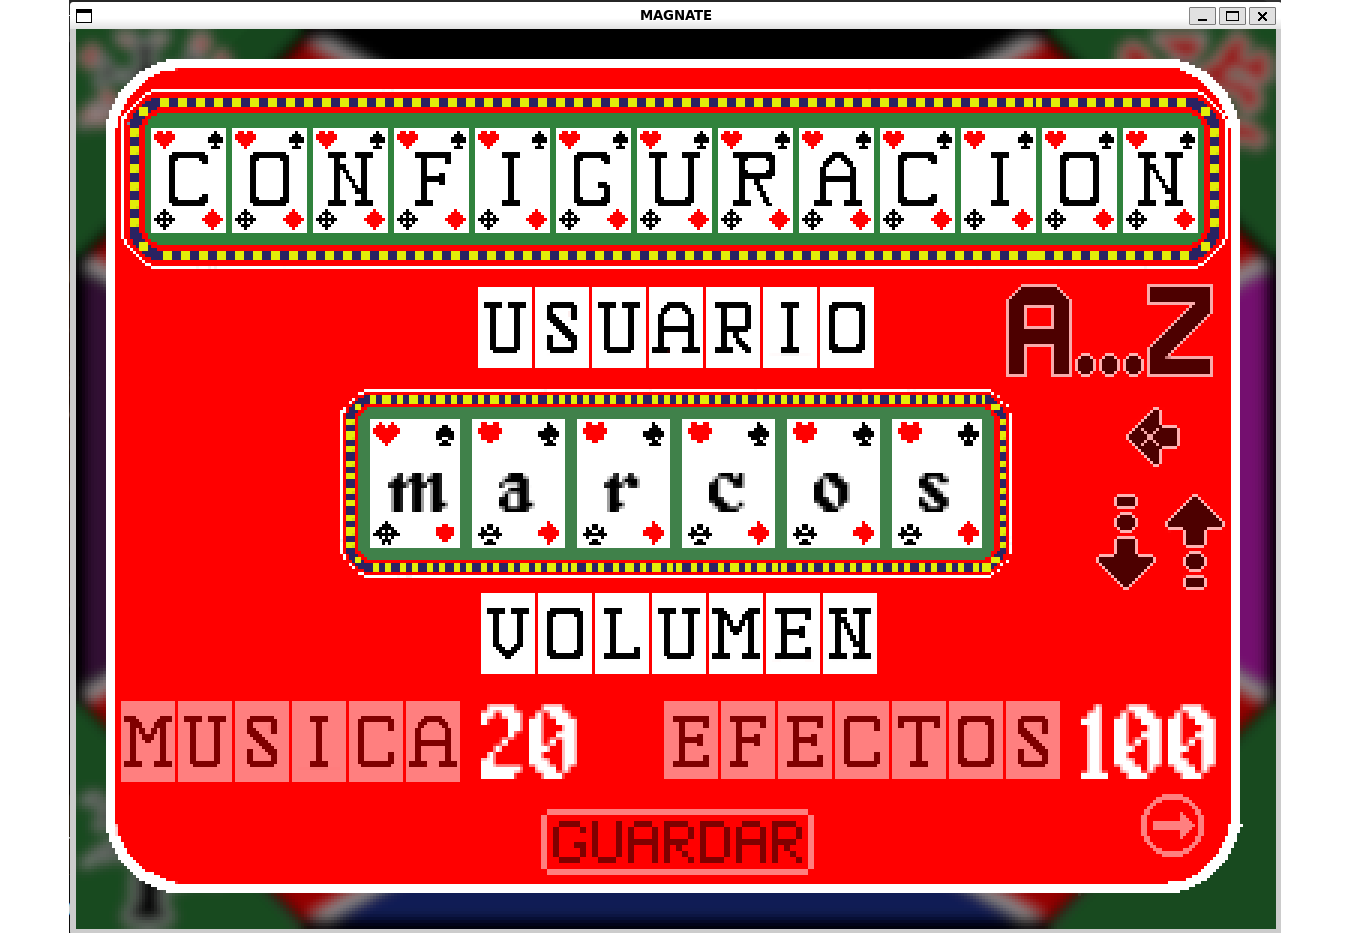 MAGNATE
CONFIGURACION
USUARIO
A...Z
marcos
VOLUMEN
MUSICA 20 EFECTOS 100
GUARDAR